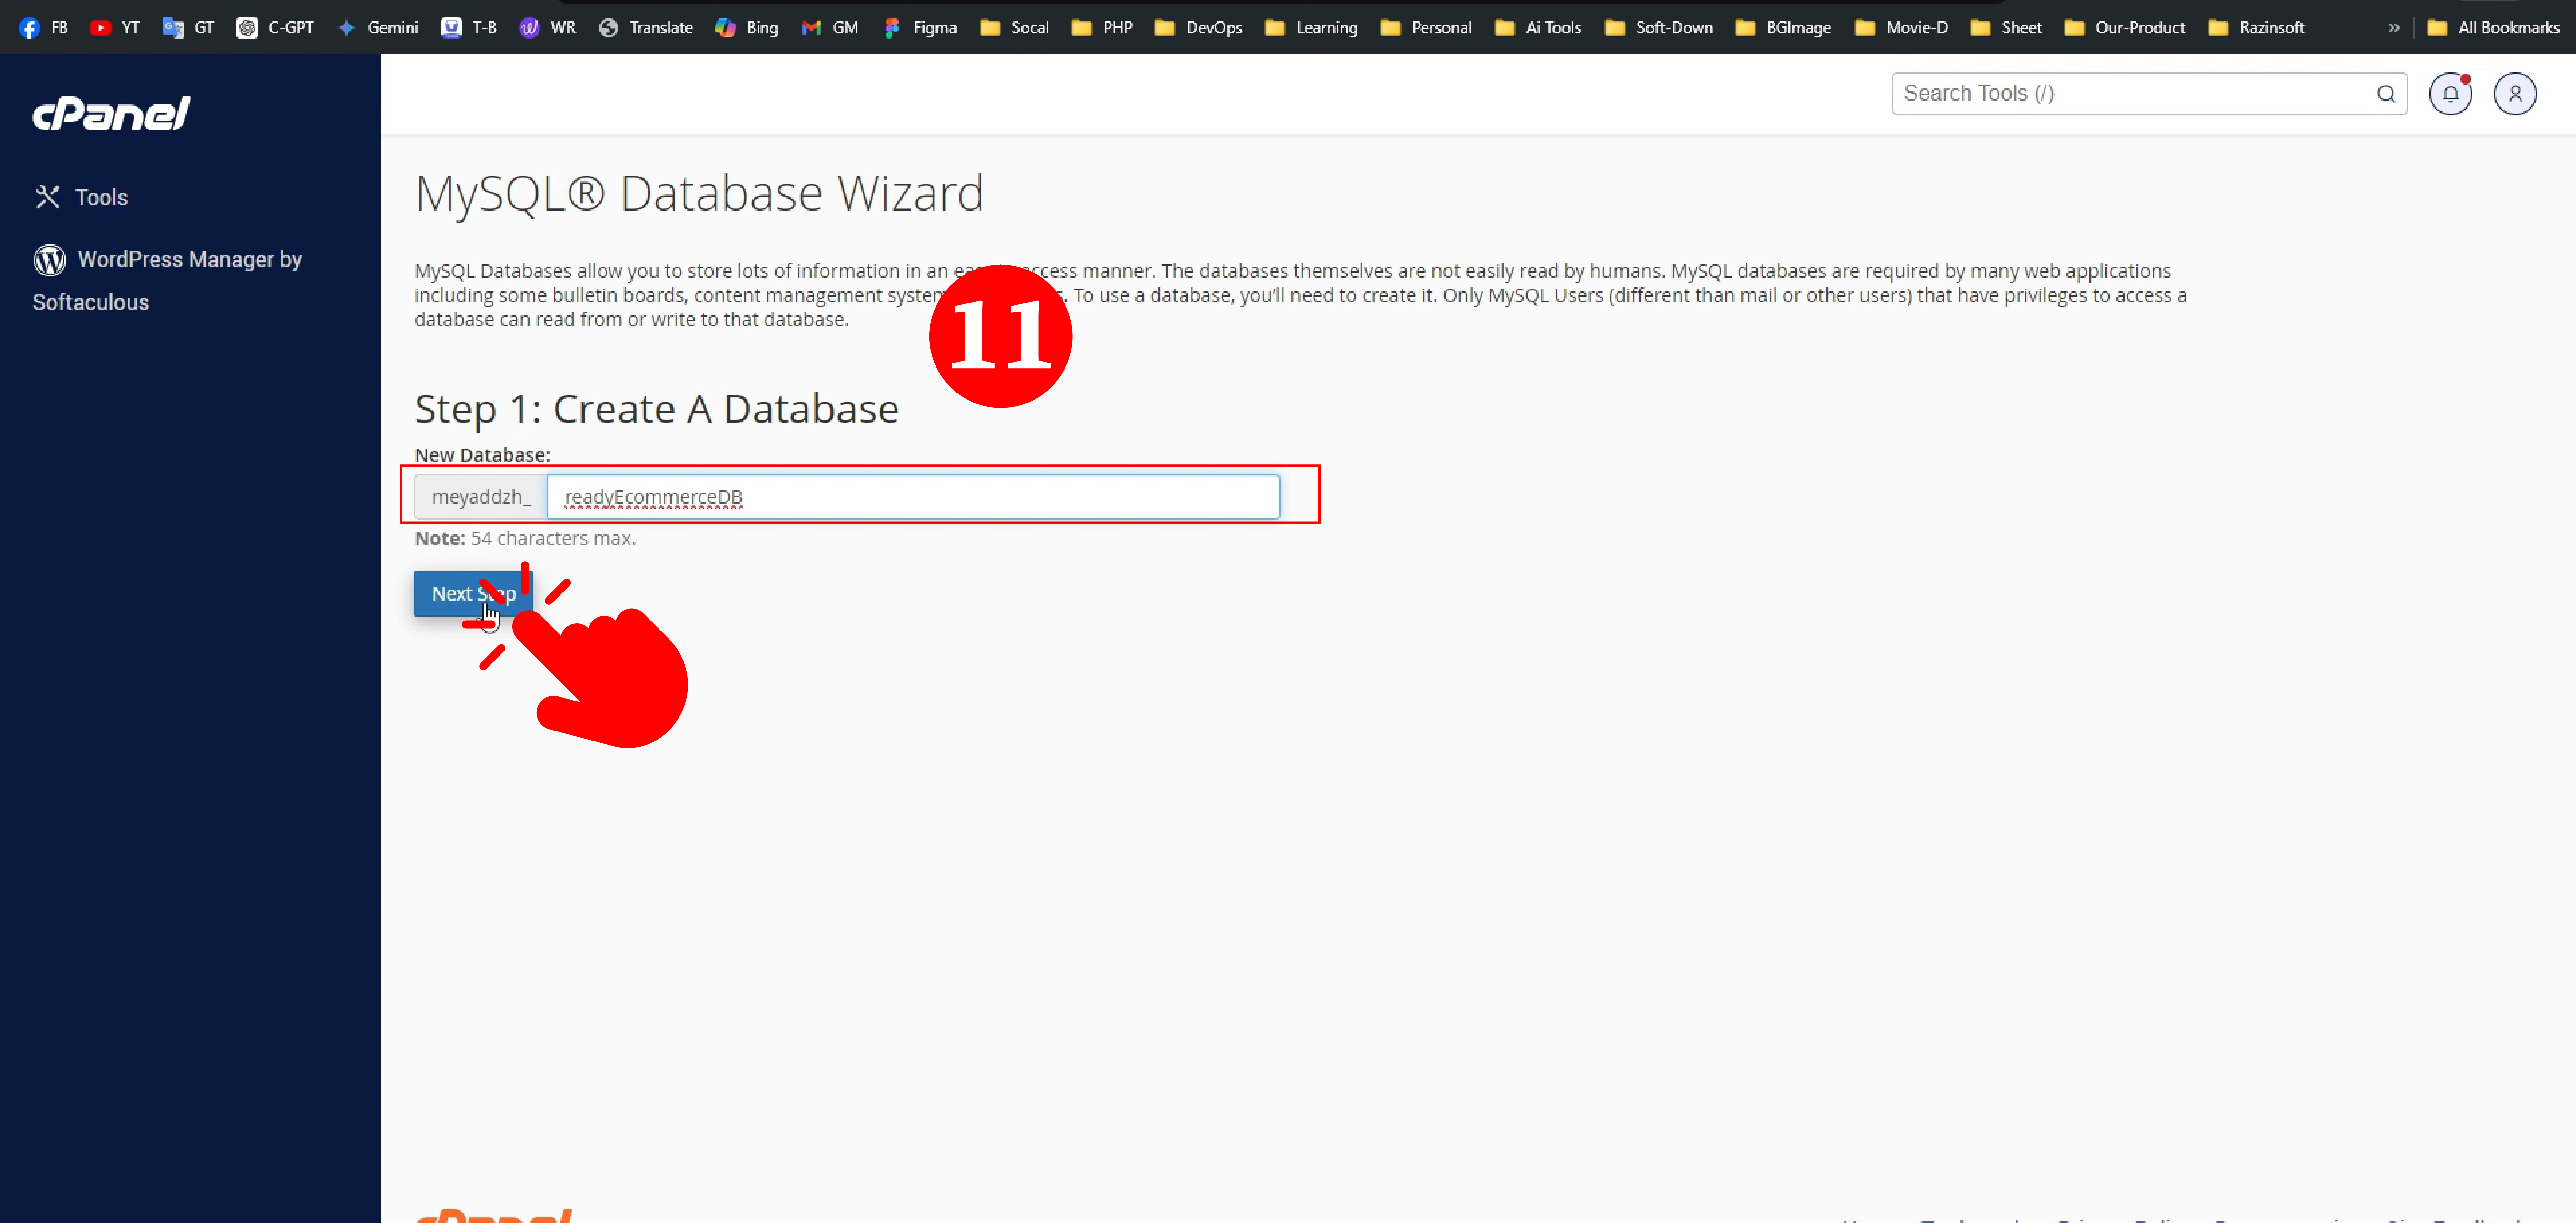 FB YT GT C-GPT Gemini T-B WR Translate Bing GM Figma Socal PHP DevOps Learning Personal Ai Tools Soft-Down BGImage Movie-D Sheet Our-Product Razinsoft » All Bookmarks
cPanel
Search Tools (/)
Tools
WordPress Manager by
Softaculous
MySQL® Database Wizard
MySQL Databases allow you to store lots of information in an access manner. The databases themselves are not easily read by humans. MySQL databases are required by many web applications
including some bulletin boards, content management system . To use a database, you’ll need to create it. Only MySQL Users (different than mail or other users) that have privileges to access a
database can read from or write to that database.
11
Step 1: Create A Database
New Database:
meyaddzh_ readyEcommerceDB
Note: 54 characters max.
Next Step
cPanel